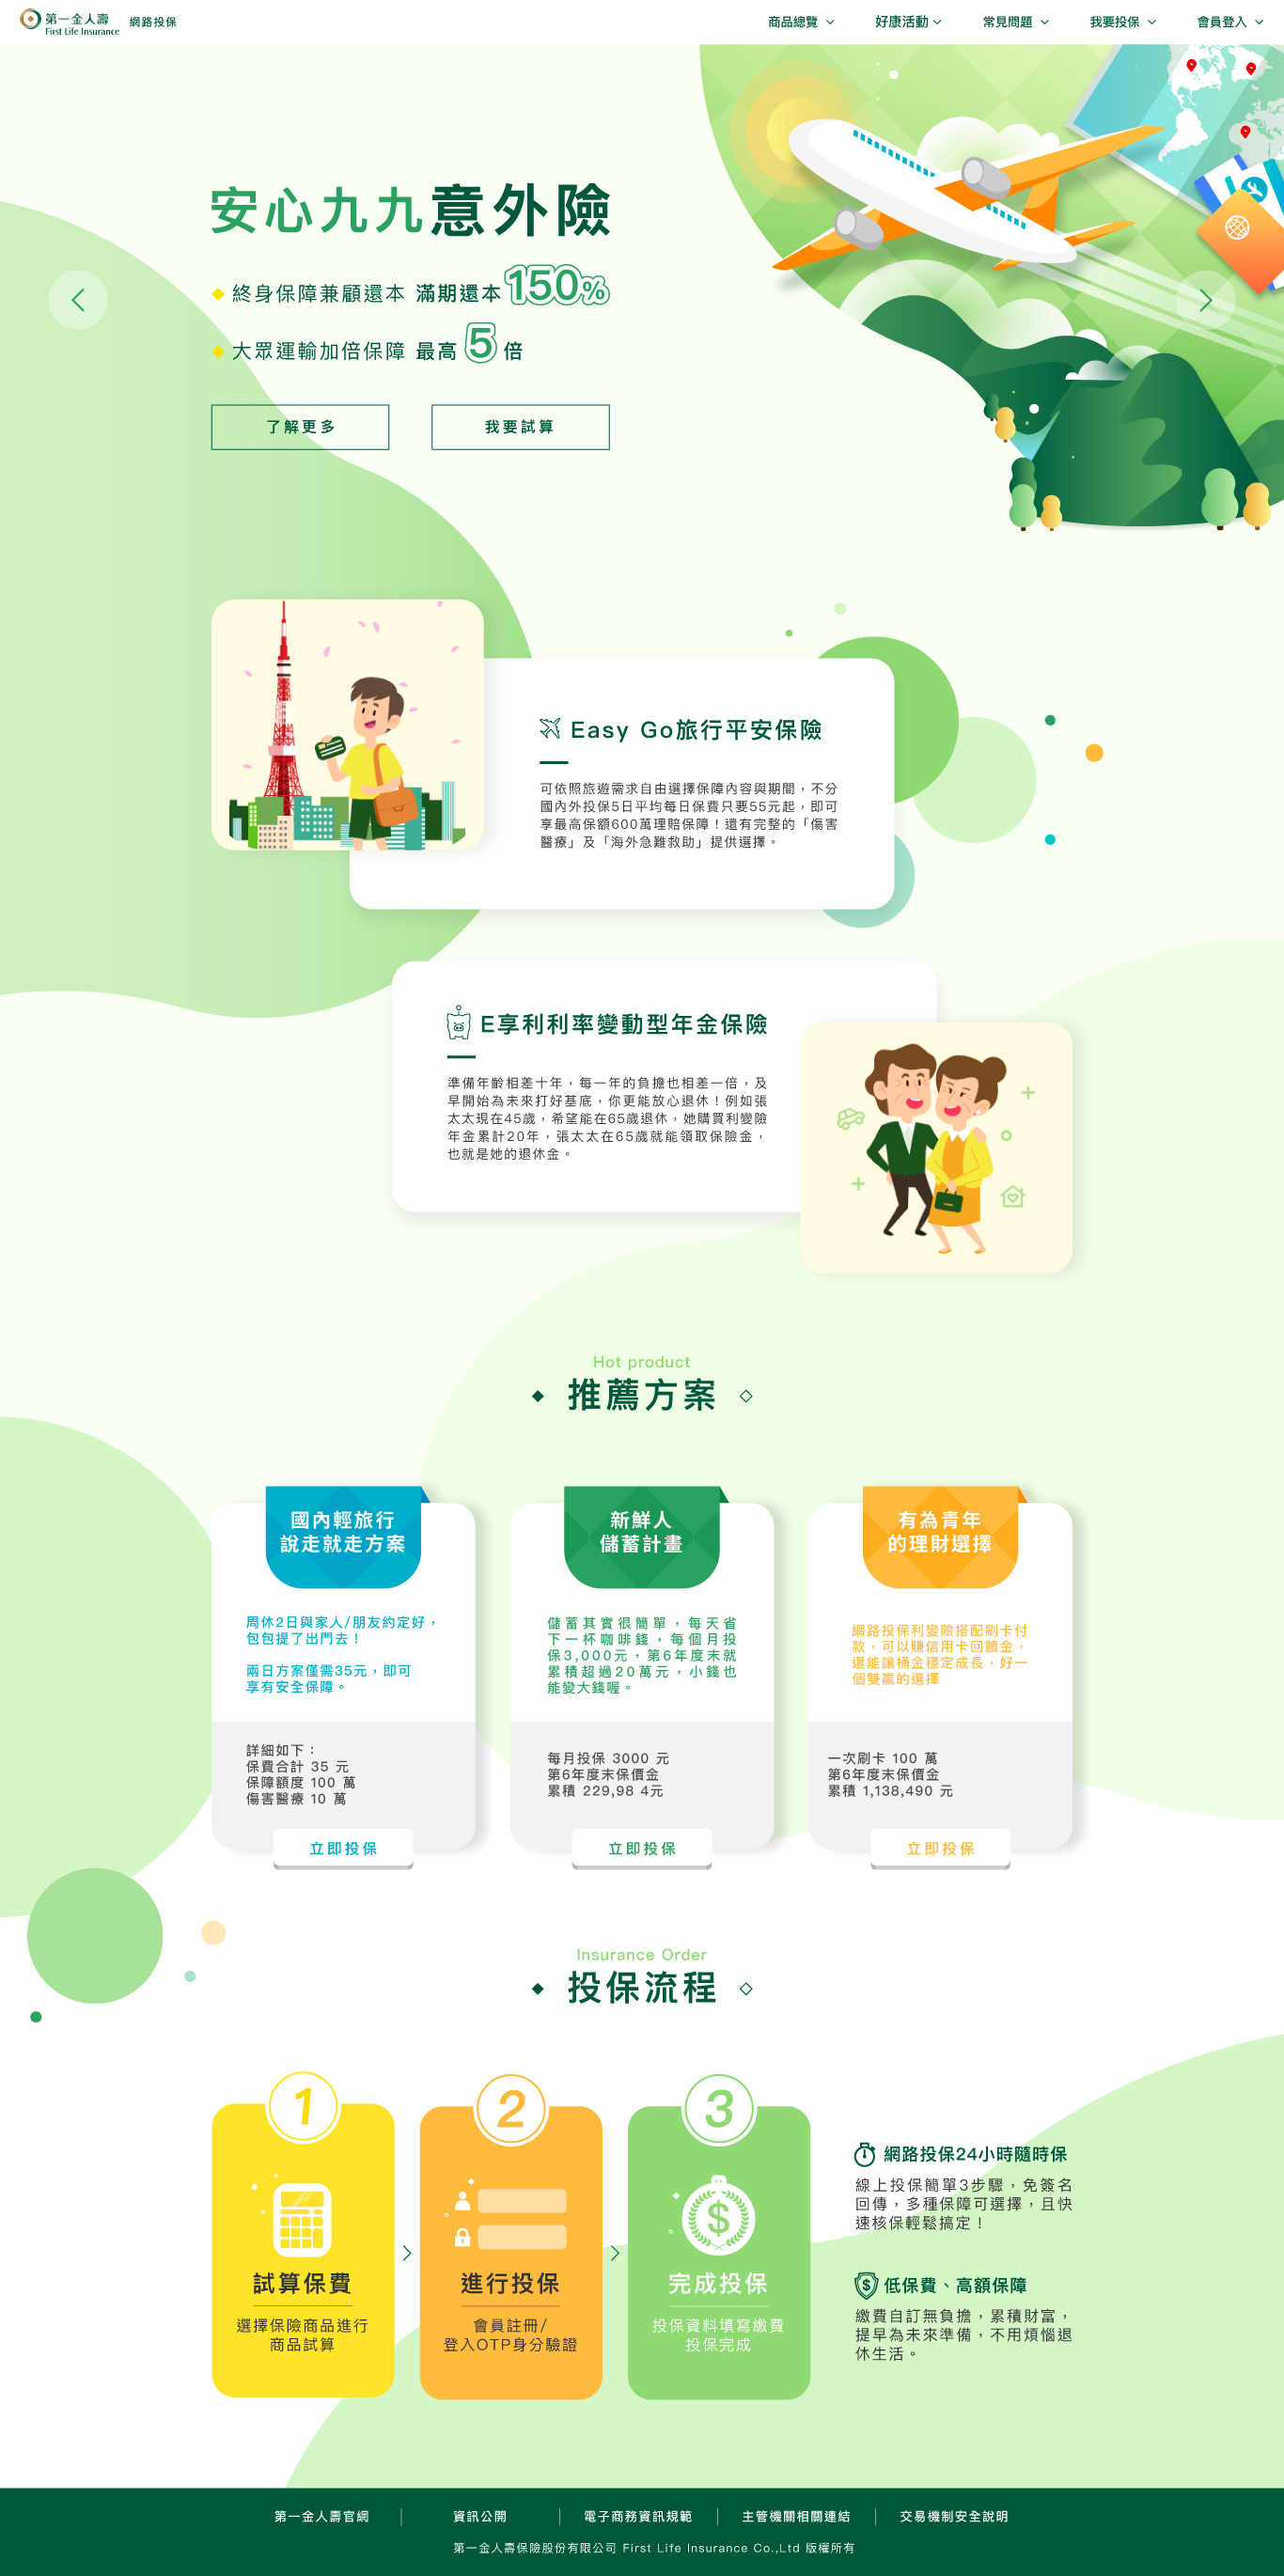 第一金人壽 網路投保
First Life Insurance
商品總覽 好康活動 常見問題 我要投保 會員登入
安心九九意外險
終身保障兼顧還本 滿期還本150%
大眾運輸加倍保障 最高5倍
了解更多 我要試算
Easy Go旅行平安保險
可依照旅遊需求自由選擇保障內容與期間，不分
國內外投保5日平均每日保費只要55元起，即可
享最高保額600萬理賠保障！還有完整的「傷害
醫療」及「海外急難救助」提供選擇。
E享利利率變動型年金保險
準備年齡相差十年，每一年的負擔也相差一倍，及
早開始為未來打好基底，你更能放心退休！例如張
太太現在45歲，希望能在65歲退休，她購買利變險
年金累計20年，張太太在65歲就能領取保險金，
也就是她的退休金。
Hot product
推薦方案
國內輕旅行
說走就走方案
周休2日與家人/朋友約定好，
包包提了出門去！
兩日方案僅需35元，即可
享有安全保障。
詳細如下：
保費合計 35 元
保障額度 100 萬
傷害醫療 10 萬
立即投保
新鮮人
儲蓄計畫
儲蓄其實很簡單，每天省
下一杯咖啡錢，每個月投
保3,000元，第6年度末就
累積超過20萬元，小錢也
能變大錢喔。
每月投保 3000 元
第6年度末保價金
累積 229,98 4元
立即投保
有為青年
的理財選擇
網路投保利變險搭配刷卡付
款，可以賺信用卡回饋金，
還能讓桶金穩定成長，好一
個雙贏的選擇
一次刷卡 100 萬
第6年度末保價金
累積 1,138,490 元
立即投保
Insurance Order
投保流程
1
試算保費
選擇保險商品進行
商品試算
2
進行投保
會員註冊/
登入OTP身分驗證
3
$
完成投保
投保資料填寫繳費
投保完成
網路投保24小時隨時保
線上投保簡單3步驟，免簽名
回傳，多種保障可選擇，且快
速核保輕鬆搞定！
$ 低保費、高額保障
繳費自訂無負擔，累積財富，
提早為未來準備，不用煩惱退
休生活。
第一金人壽官網 資訊公開 電子商務資訊規範 主管機關相關連結 交易機制安全說明
第一金人壽保險股份有限公司 First Life Insurance Co.,Ltd 版權所有